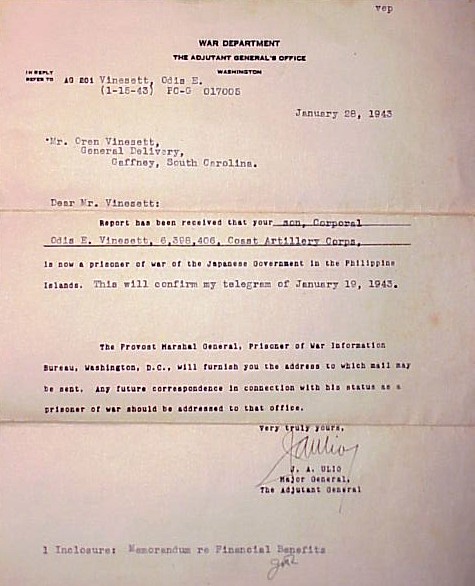 vep
WAR DEPARTMENT
THE ADJUTANT GENERAL'S OFFICE
WASHINGTON
IN REPLY
REFER TO AG 201 Vinesett, Odis E.
(1-15-43) PC-G 017005
January 28, 1943
Mr. Oren Vinesett,
General Delivery,
Gaffney, South Carolina.
Dear Mr. Vinesett:
Report has been received that your son, Corporal
Odis E. Vinesett, 6,398,406, Coast Artillery Corps,
is now a prisoner of war of the Japanese Government in the Philippine
Islands. This will confirm my telegram of January 19, 1943.
The Provost Marshal General, Prisoner of War Information
Bureau, Washington, D.C., will furnish you the address to which mail may
be sent. Any future correspondence in connection with his status as a
prisoner of war should be addressed to that office.
Very truly yours,
J. A. Ulio
J. A. ULIO
Major General,
The Adjutant General
1 Inclosure: Memorandum re Financial Benefits